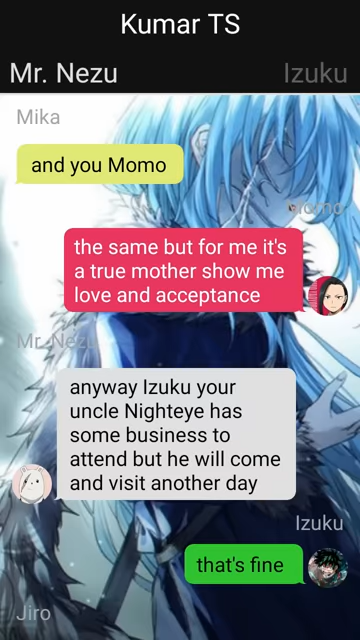 Kumar TS
Mr. Nezu
Izuku
Mika
and you Momo
Momo
the same but for me it's
a true mother show me
love and acceptance
Mr. Nezu
anyway Izuku your
uncle Nighteye has
some business to
attend but he will come
and visit another day
Izuku
that's fine
Jiro